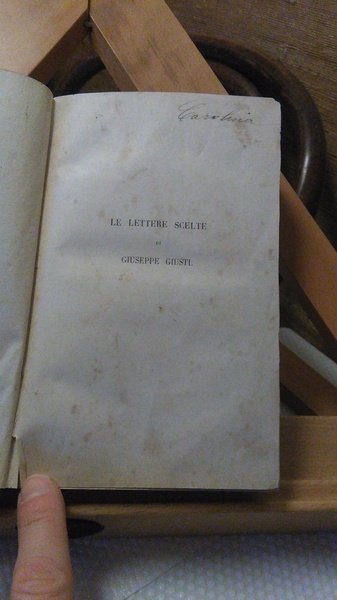 Carolina
LE LETTERE SCELTE
DI
GIUSEPPE GIUSTI.